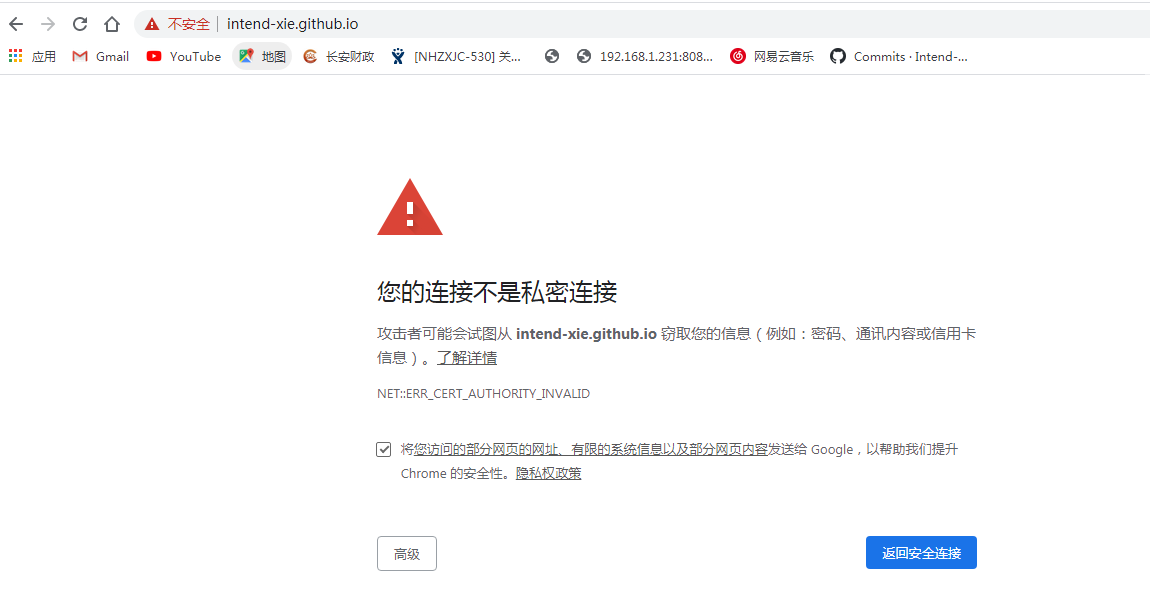 不安全 intend-xie.github.io
应用 Gmail YouTube 地图 长安财政 [NHZXJC-530] 关... 192.168.1.231:808... 网易云音乐 Commits · Intend-...
您的连接不是私密连接
攻击者可能会试图从 intend-xie.github.io 窃取您的信息（例如：密码、通讯内容或信用卡
信息）。了解详情
NET::ERR_CERT_AUTHORITY_INVALID
将您访问的部分网页的网址、有限的系统信息以及部分网页内容发送给 Google，以帮助我们提升
Chrome 的安全性。隐私权政策
高级 返回安全连接